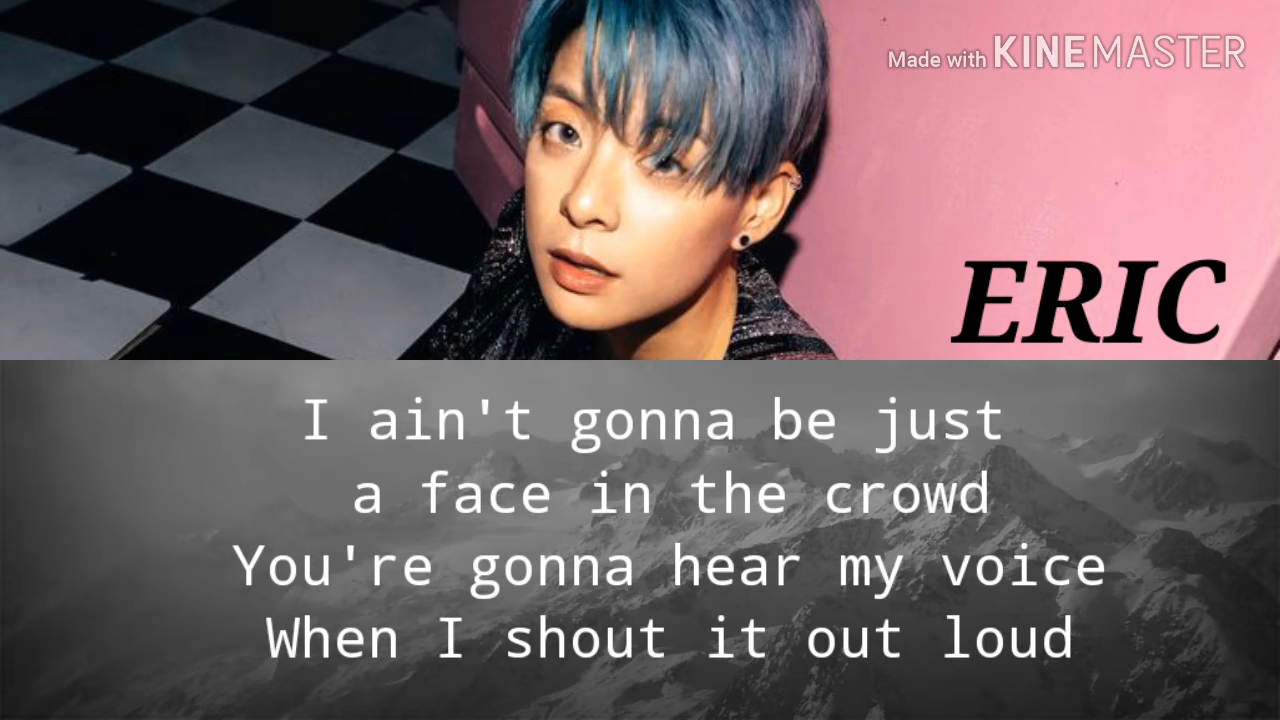 Made with KINEMASTER
ERIC
I ain't gonna be just
a face in the crowd
You're gonna hear my voice
When I shout it out loud